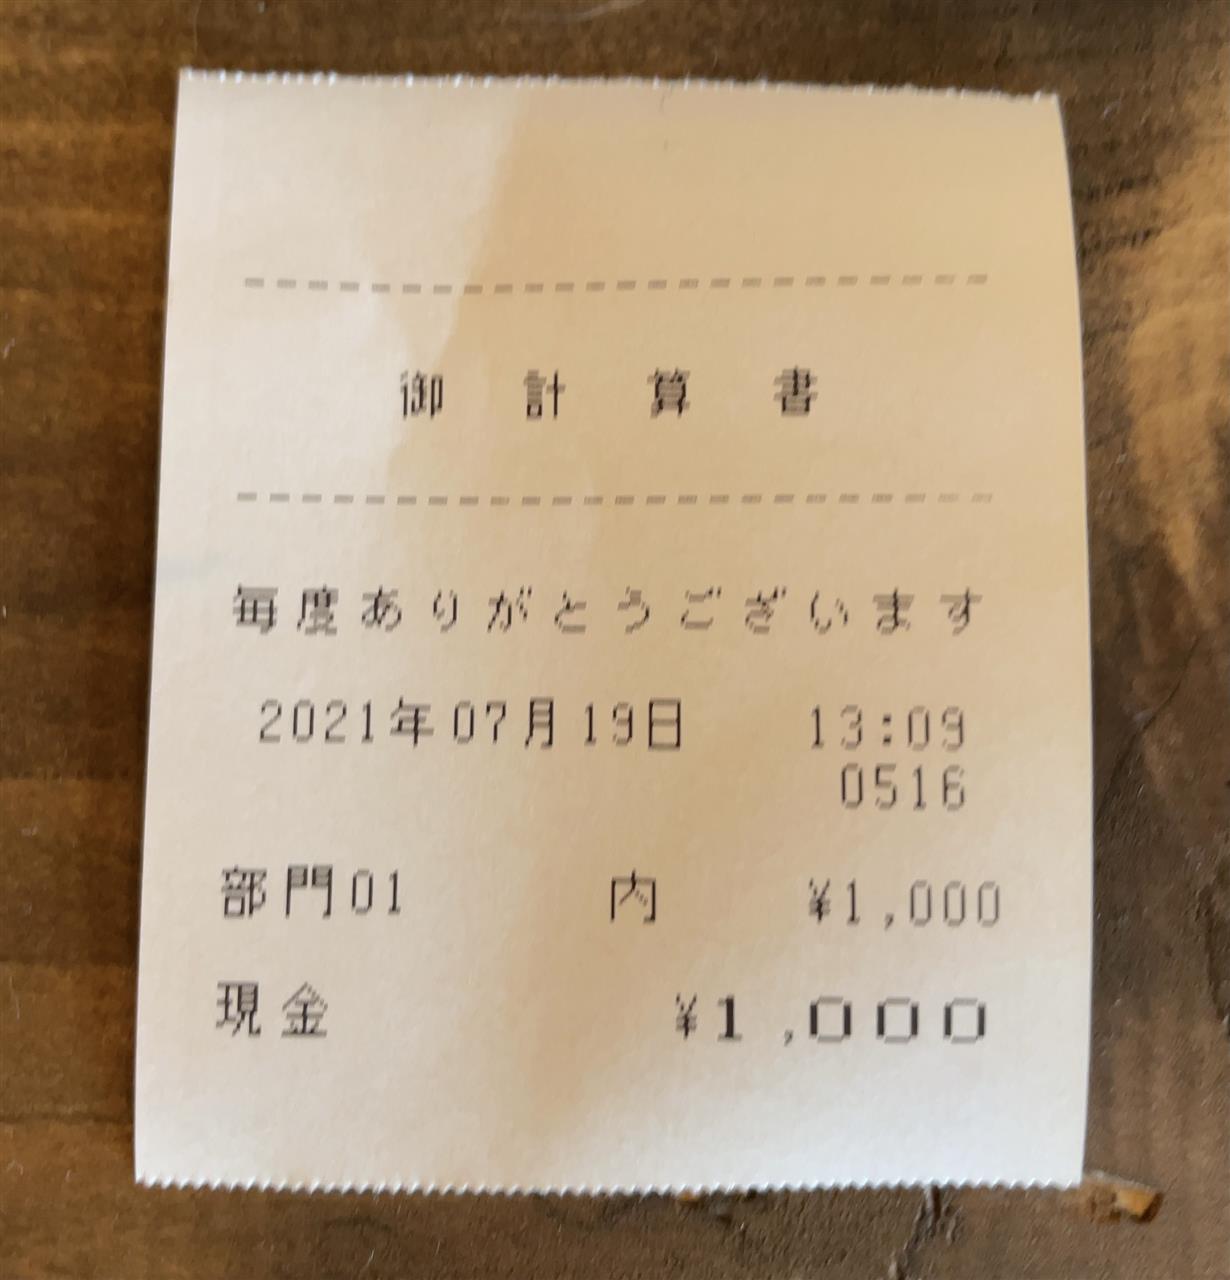 御計算書
毎度ありがとうございます
2021年07月19日 13:09
0516
部門01 内 ¥1,000
現金 ¥1,000